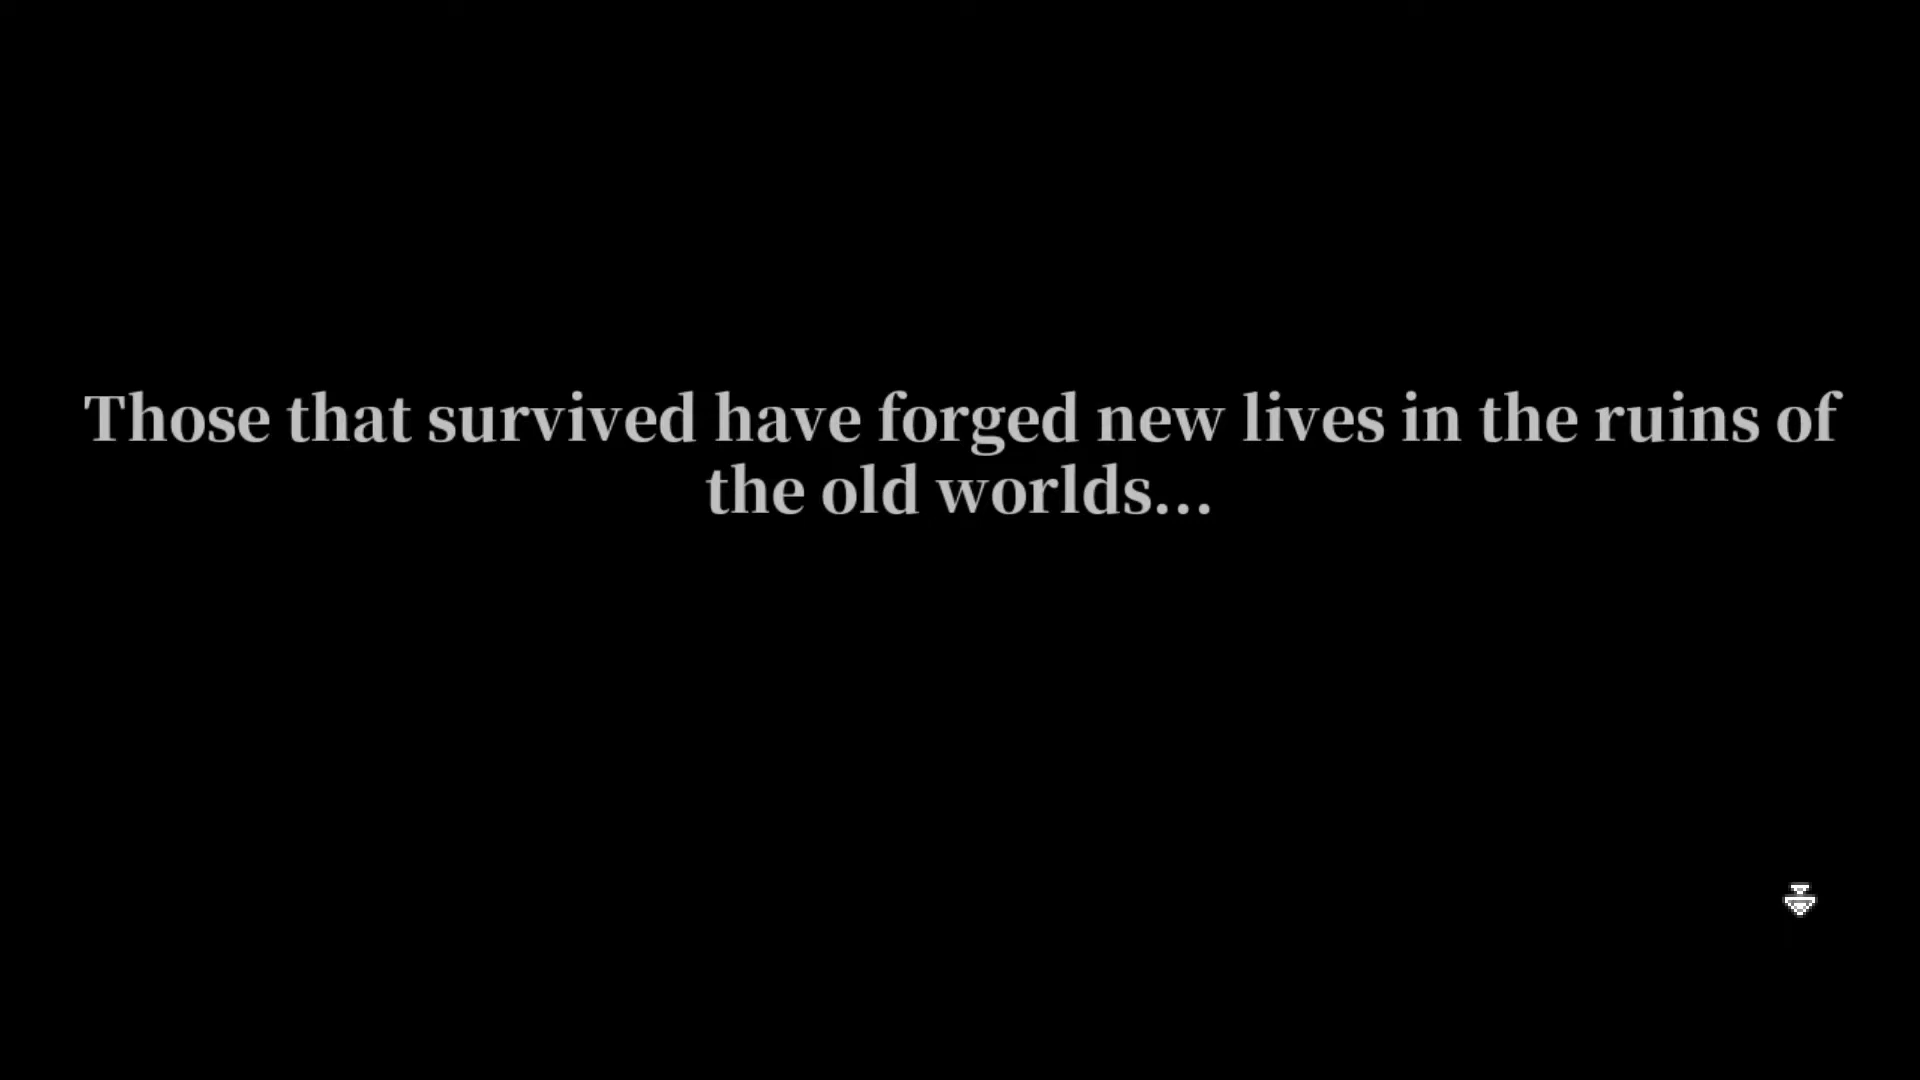 Those that survived have forged new lives in the ruins of
the old worlds...